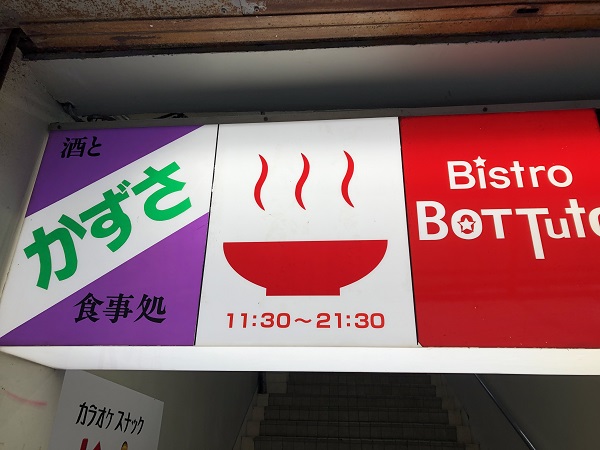 酒と
かずさ
食事処
11:30～21:30
Bistro
BOTTuto
カラオケ スナック